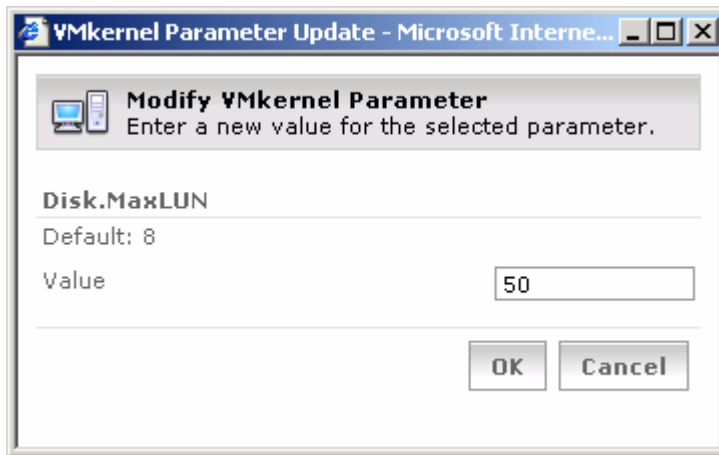 VMkernel Parameter Update - Microsoft Interne...
Modify VMkernel Parameter
Enter a new value for the selected parameter.
Disk.MaxLUN
Default: 8
Value 50
OK Cancel